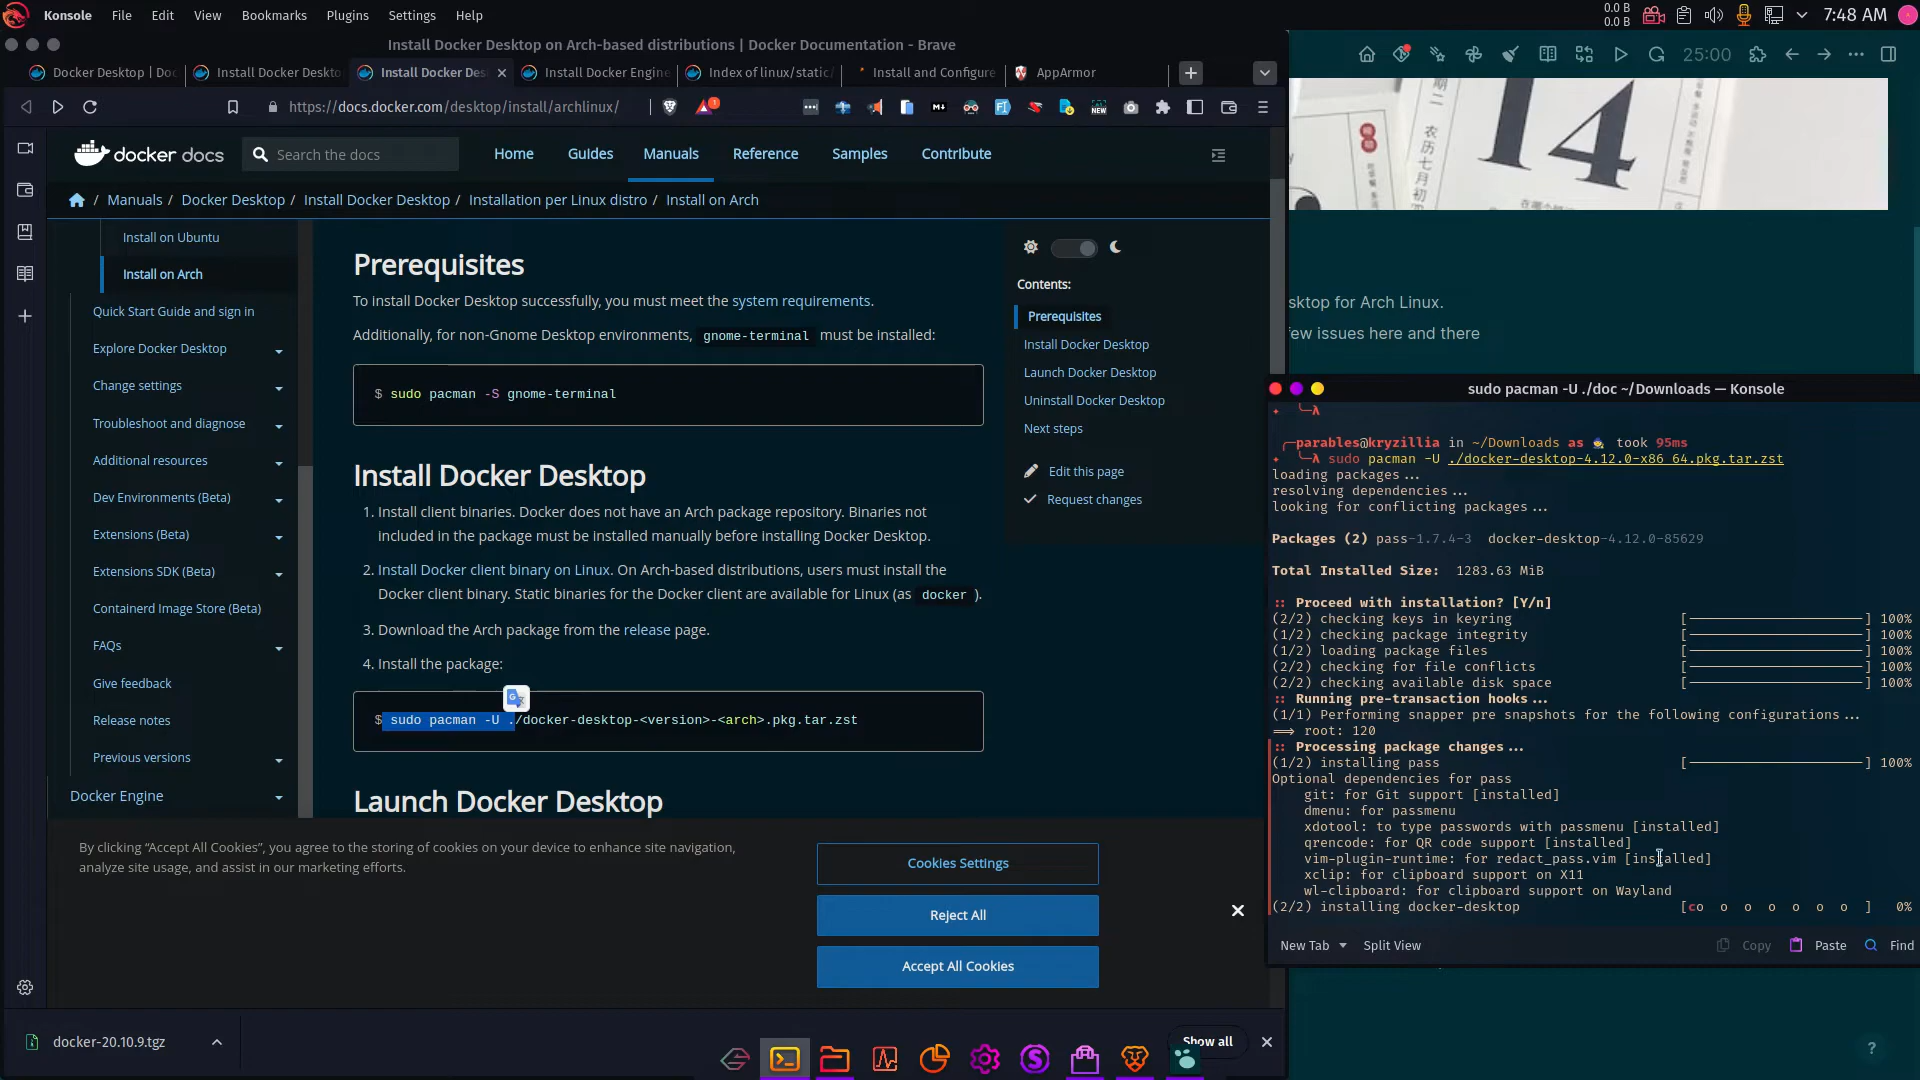 Konsole File Edit View Bookmarks Plugins Settings Help
0.0 B
0.0 B
7:48 AM
Install Docker Desktop on Arch-based distributions | Docker Documentation - Brave
Docker Desktop | Doc
Install Docker Deskto
Install Docker Des
Install Docker Engine
Index of linux/static/
Install and Configure
AppArmor
https://docs.docker.com/desktop/install/archlinux/
25:00
docker docs
Search the docs
Home Guides Manuals Reference Samples Contribute
/ Manuals / Docker Desktop / Install Docker Desktop / Installation per Linux distro / Install on Arch
Install on Ubuntu
Install on Arch
Quick Start Guide and sign in
Explore Docker Desktop
Change settings
Troubleshoot and diagnose
Additional resources
Dev Environments (Beta)
Extensions (Beta)
Extensions SDK (Beta)
Containerd Image Store (Beta)
FAQs
Give feedback
Release notes
Previous versions
Docker Engine
Prerequisites
To install Docker Desktop successfully, you must meet the system requirements.
Additionally, for non-Gnome Desktop environments, gnome-terminal must be installed:
$ sudo pacman -S gnome-terminal
Install Docker Desktop
1. Install client binaries. Docker does not have an Arch package repository. Binaries not
included in the package must be installed manually before installing Docker Desktop.
2. Install Docker client binary on Linux. On Arch-based distributions, users must install the
Docker client binary. Static binaries for the Docker client are available for Linux (as docker ).
3. Download the Arch package from the release page.
4. Install the package:
$ sudo pacman -U ./docker-desktop-<version>-<arch>.pkg.tar.zst
Launch Docker Desktop
Contents:
Prerequisites
Install Docker Desktop
Launch Docker Desktop
Uninstall Docker Desktop
Next steps
Edit this page
Request changes
By clicking “Accept All Cookies”, you agree to the storing of cookies on your device to enhance site navigation,
analyze site usage, and assist in our marketing efforts.
Cookies Settings
Reject All
Accept All Cookies
docker-20.10.9.tgz
Show all
14
农历七月初
sktop for Arch Linux.
few issues here and there
sudo pacman -U ./doc ~/Downloads — Konsole
✦ ╰─λ
╭─parables@kryzillia in ~/Downloads as 🧙 took 95ms
✦ ╰─λ sudo pacman -U ./docker-desktop-4.12.0-x86_64.pkg.tar.zst
loading packages...
resolving dependencies...
looking for conflicting packages...
Packages (2) pass-1.7.4-3 docker-desktop-4.12.0-85629
Total Installed Size: 1283.63 MiB
:: Proceed with installation? [Y/n]
(2/2) checking keys in keyring [────────] 100%
(1/2) checking package integrity [────────] 100%
(1/2) loading package files [────────] 100%
(2/2) checking for file conflicts [────────] 100%
(2/2) checking available disk space [────────] 100%
:: Running pre-transaction hooks...
(1/1) Performing snapper pre snapshots for the following configurations...
==> root: 120
:: Processing package changes...
(1/2) installing pass [────────] 100%
Optional dependencies for pass
git: for Git support [installed]
dmenu: for passmenu
xdotool: to type passwords with passmenu [installed]
qrencode: for QR code support [installed]
vim-plugin-runtime: for redact_pass.vim [installed]
xclip: for clipboard support on X11
wl-clipboard: for clipboard support on Wayland
(2/2) installing docker-desktop [co o o o o o o ] 0%
New Tab Split View Copy Paste Find